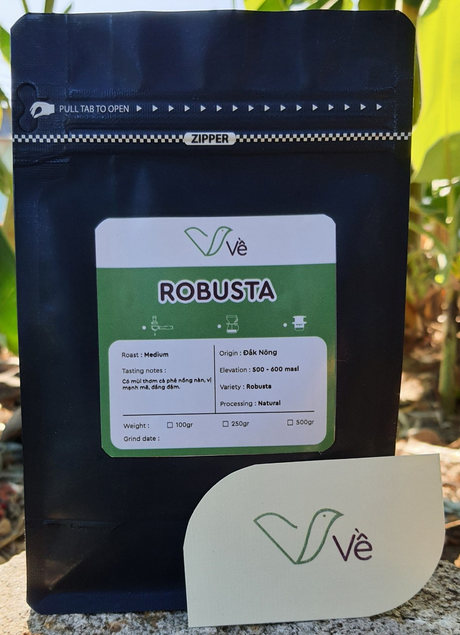 PULL TAB TO OPEN
ZIPPER
Về
ROBUSTA
Roast : Medium
Tasting notes :
Có mùi thơm cà phê nồng nàn, vị
mạnh mẽ, đắng đậm.
Origin : Đắk Nông
Elevation : 500 - 600 masl
Variety : Robusta
Processing : Natural
Weight : 100gr 250gr 500gr
Grind date :
Về